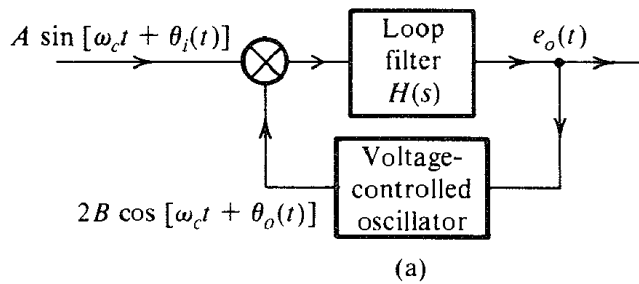 A sin [ω_c t + θ_i(t)]
Loop
filter
H(s)
e_o(t)
Voltage-
controlled
oscillator
2B cos [ω_c t + θ_o(t)]
(a)